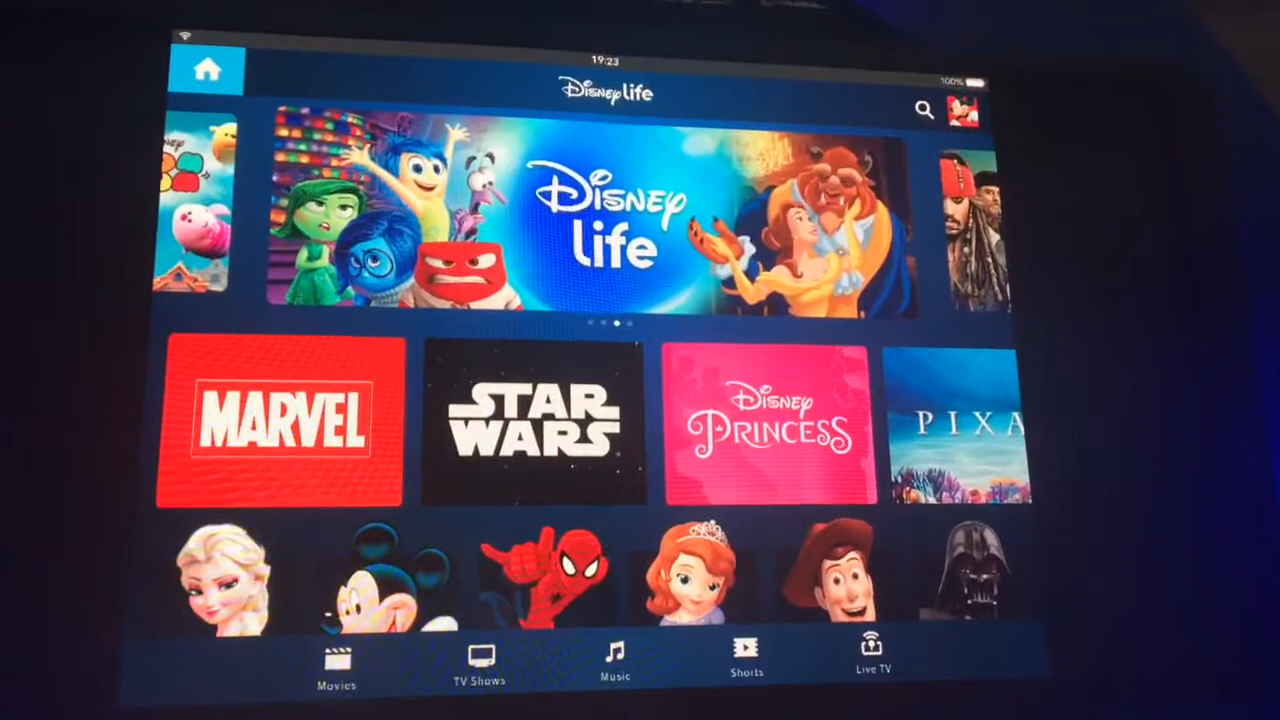 19:23
100%
Disney life
Disney
life
MARVEL
STAR
WARS
Disney
PRINCESS
PIXA
Movies
TV Shows
Music
Shorts
Live TV